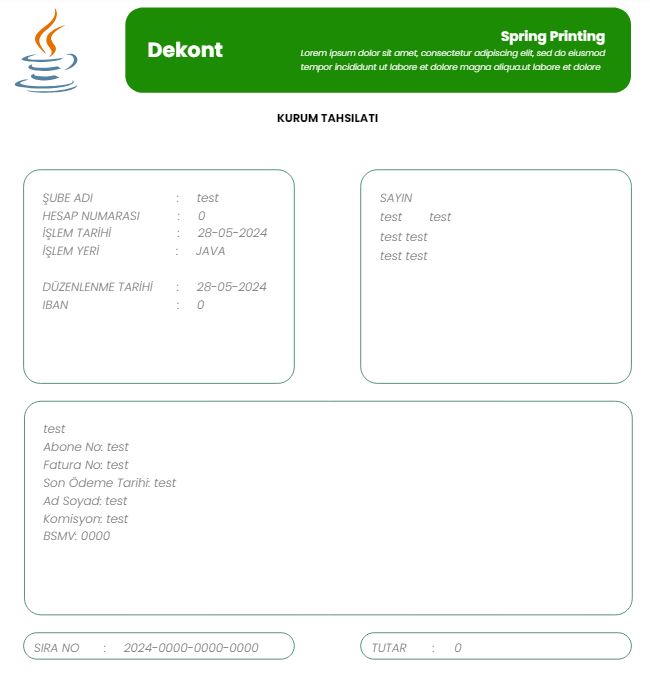 Dekont
Spring Printing
Lorem ipsum dolor sit amet, consectetur adipiscing elit, sed do eiusmod
tempor incididunt ut labore et dolore magna aliqua.ut labore et dolore
KURUM TAHSILATI
ŞUBE ADI : test
HESAP NUMARASI : 0
İŞLEM TARİHİ : 28-05-2024
İŞLEM YERİ : JAVA
DÜZENLENME TARİHİ : 28-05-2024
IBAN : 0
SAYIN
test test
test test
test test
test
Abone No: test
Fatura No: test
Son Ödeme Tarihi: test
Ad Soyad: test
Komisyon: test
BSMV: 0000
SIRA NO : 2024-0000-0000-0000
TUTAR : 0